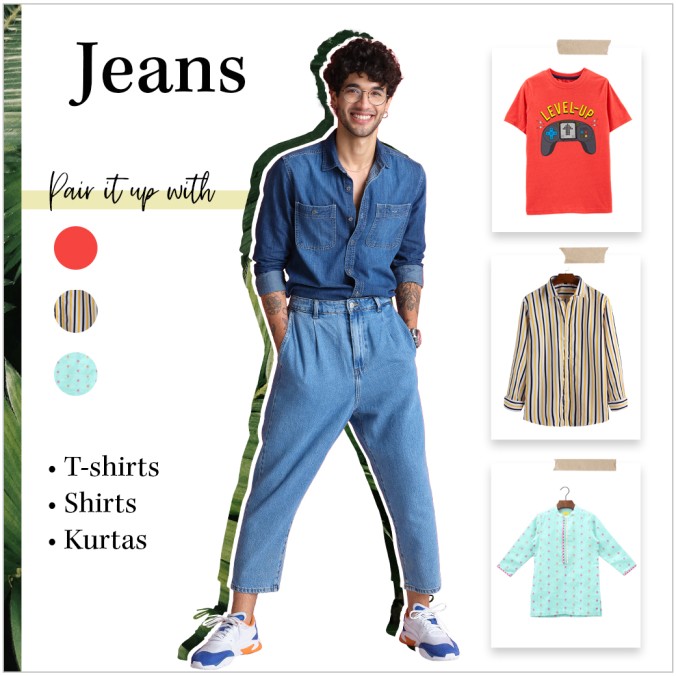 Jeans
Pair it up with
• T-shirts
• Shirts
• Kurtas
LEVEL-UP